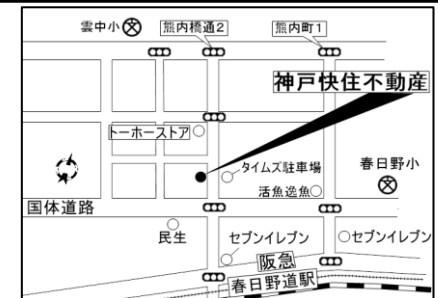 雲中小
熊内橋通2
熊内町1
神戸快住不動産
トーホーストア
タイムズ駐車場
春日野小
活魚逸魚
国体道路
民生
セブンイレブン
セブンイレブン
阪急
春日野道駅